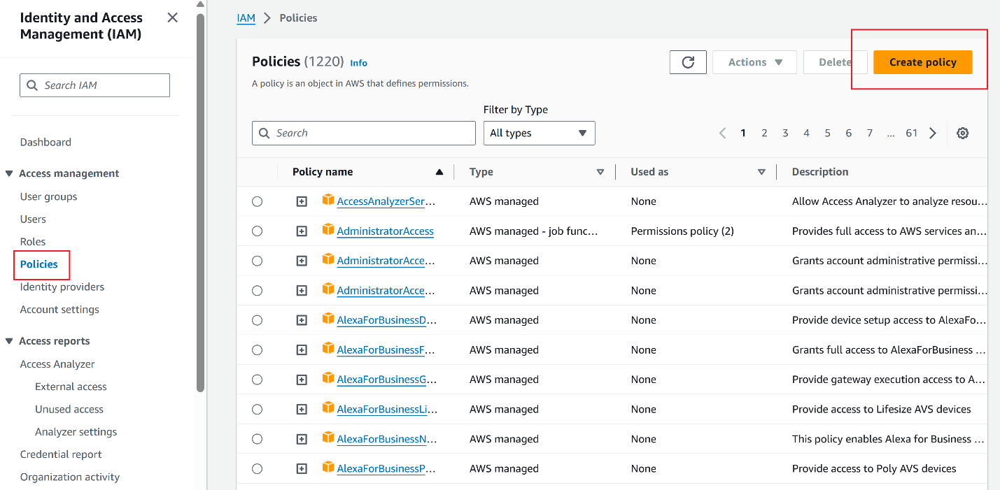 Identity and Access
Management (IAM)
Search IAM
Dashboard
Access management
User groups
Users
Roles
Policies
Identity providers
Account settings
Access reports
Access Analyzer
External access
Unused access
Analyzer settings
Credential report
Organization activity
IAM > Policies
Policies (1220) Info
A policy is an object in AWS that defines permissions.
Actions Delete Create policy
Filter by Type
Search All types 1 2 3 4 5 6 7 ... 61
Policy name Type Used as Description
AccessAnalyzerSer... AWS managed None Allow Access Analyzer to analyze resou...
AdministratorAccess AWS managed - job func... Permissions policy (2) Provides full access to AWS services an...
AdministratorAcce... AWS managed None Grants account administrative permissi...
AdministratorAcce... AWS managed None Grants account administrative permissi...
AlexaForBusinessD... AWS managed None Provide device setup access to AlexaFo...
AlexaForBusinessF... AWS managed None Grants full access to AlexaForBusiness ...
AlexaForBusinessG... AWS managed None Provide gateway execution access to A...
AlexaForBusinessLi... AWS managed None Provide access to Lifesize AVS devices
AlexaForBusinessN... AWS managed None This policy enables Alexa for Business ...
AlexaForBusinessP... AWS managed None Provide access to Poly AVS devices